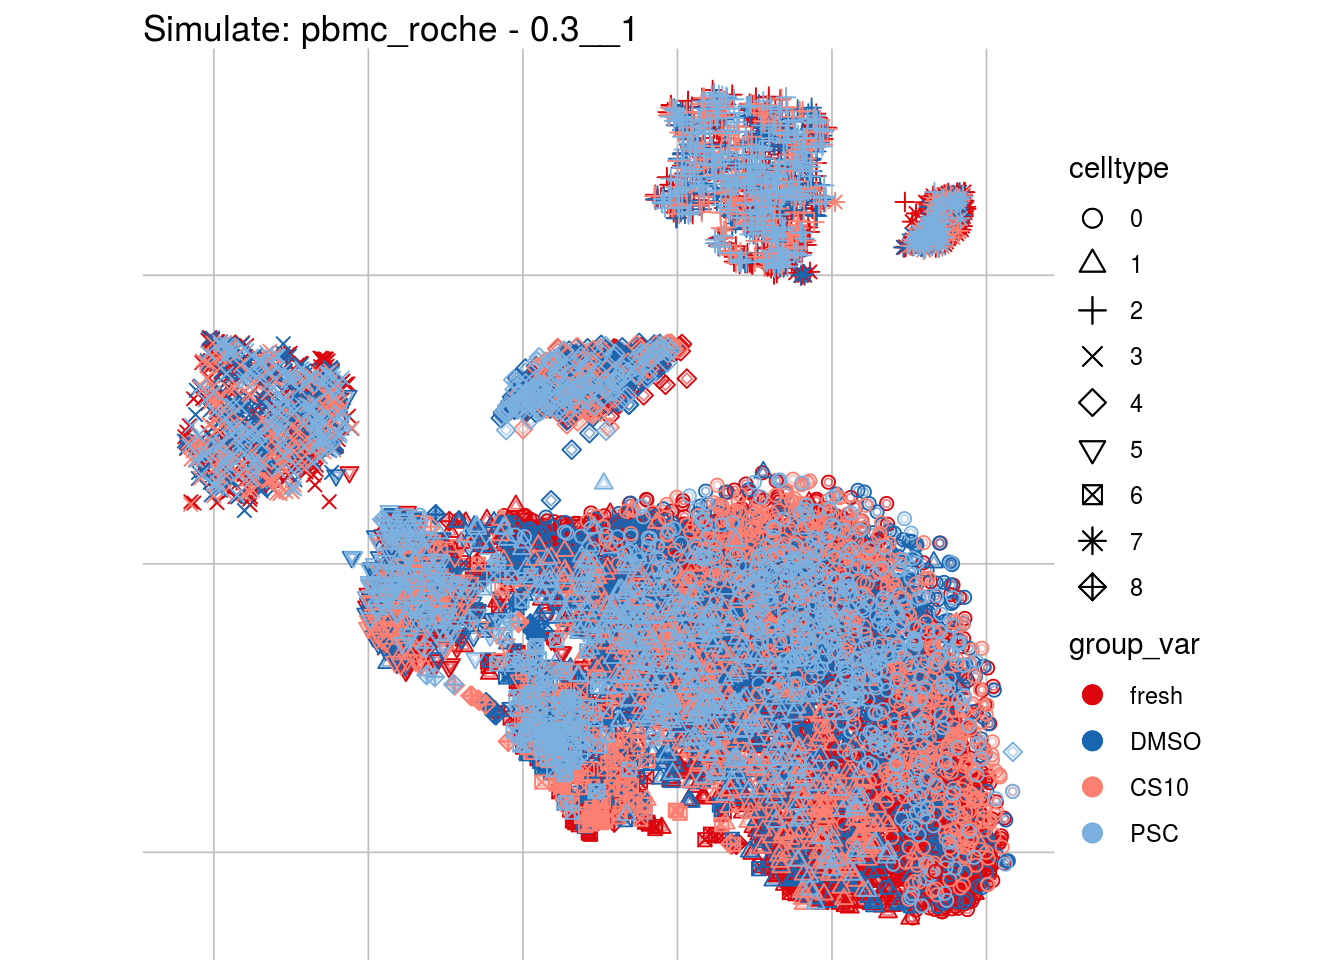 Simulate: pbmc_roche - 0.3__1
celltype
0
1
2
3
4
5
6
7
8
group_var
fresh
DMSO
CS10
PSC